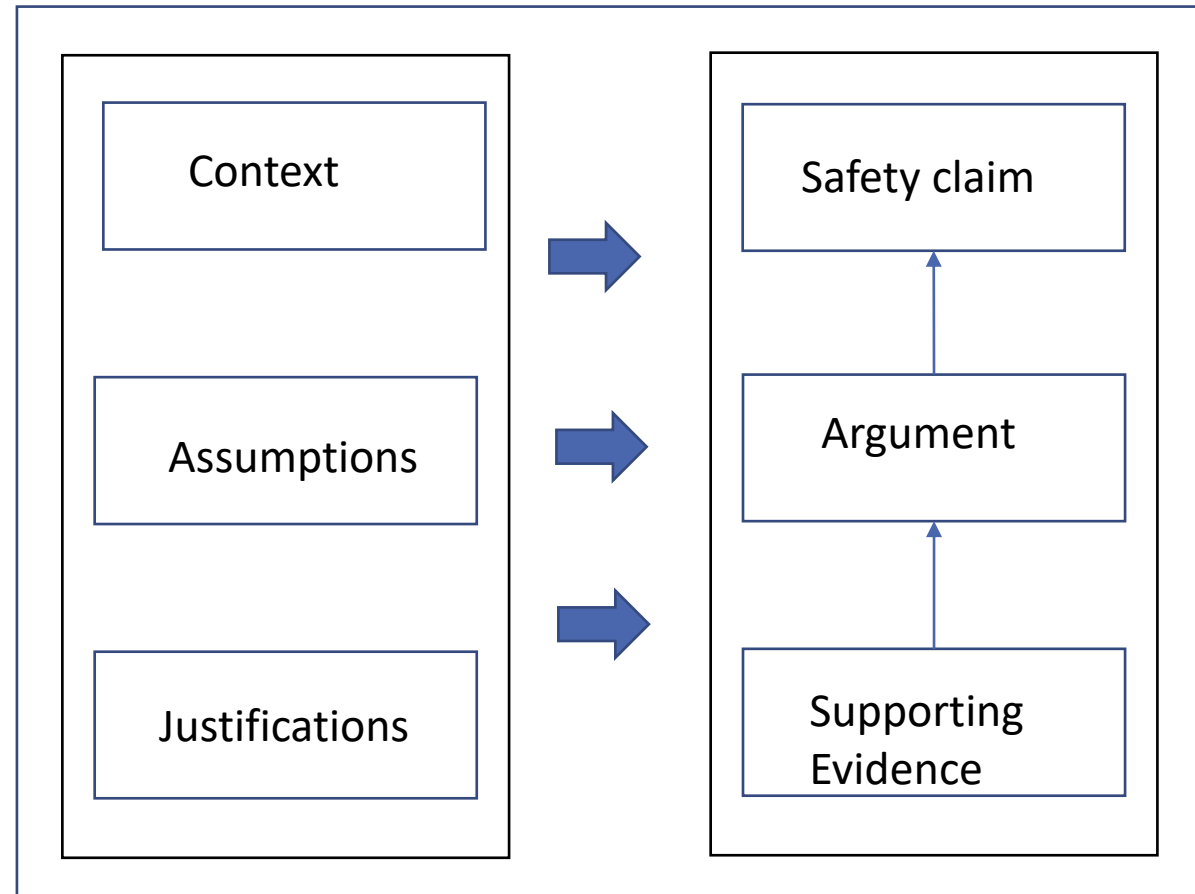 Context
Assumptions
Justifications
Safety claim
Argument
Supporting
Evidence